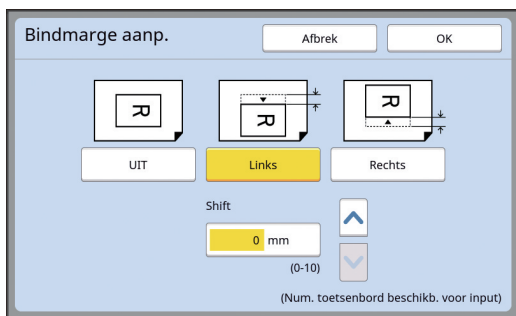 Bindmarge aanp.
Afbrek
OK
R
R
R
UIT
Links
Rechts
Shift
0 mm
(0-10)
(Num. toetsenbord beschikb. voor input)